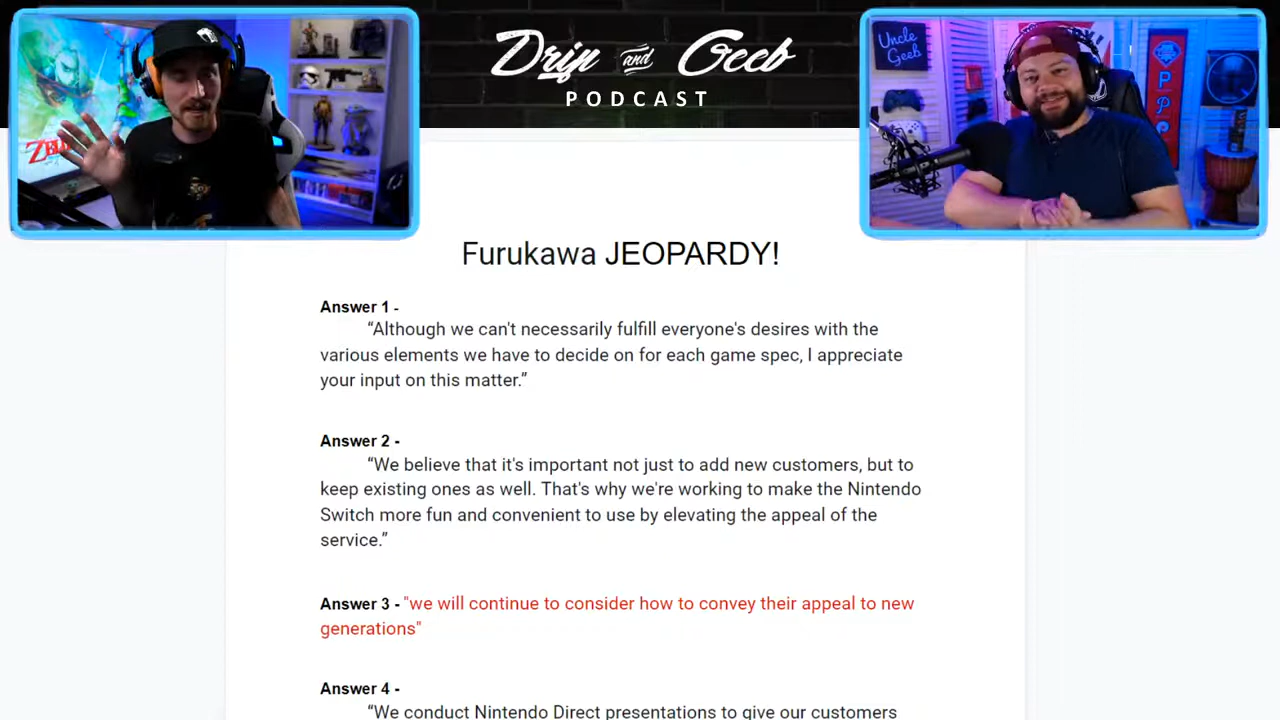 Drip and Geeb
PODCAST
Uncle
Geeb
P
P
P
Furukawa JEOPARDY!
Answer 1 -
“Although we can't necessarily fulfill everyone's desires with the
various elements we have to decide on for each game spec, I appreciate
your input on this matter.”
Answer 2 -
“We believe that it's important not just to add new customers, but to
keep existing ones as well. That's why we're working to make the Nintendo
Switch more fun and convenient to use by elevating the appeal of the
service.”
Answer 3 - "we will continue to consider how to convey their appeal to new
generations"
Answer 4 -
“We conduct Nintendo Direct presentations to give our customers